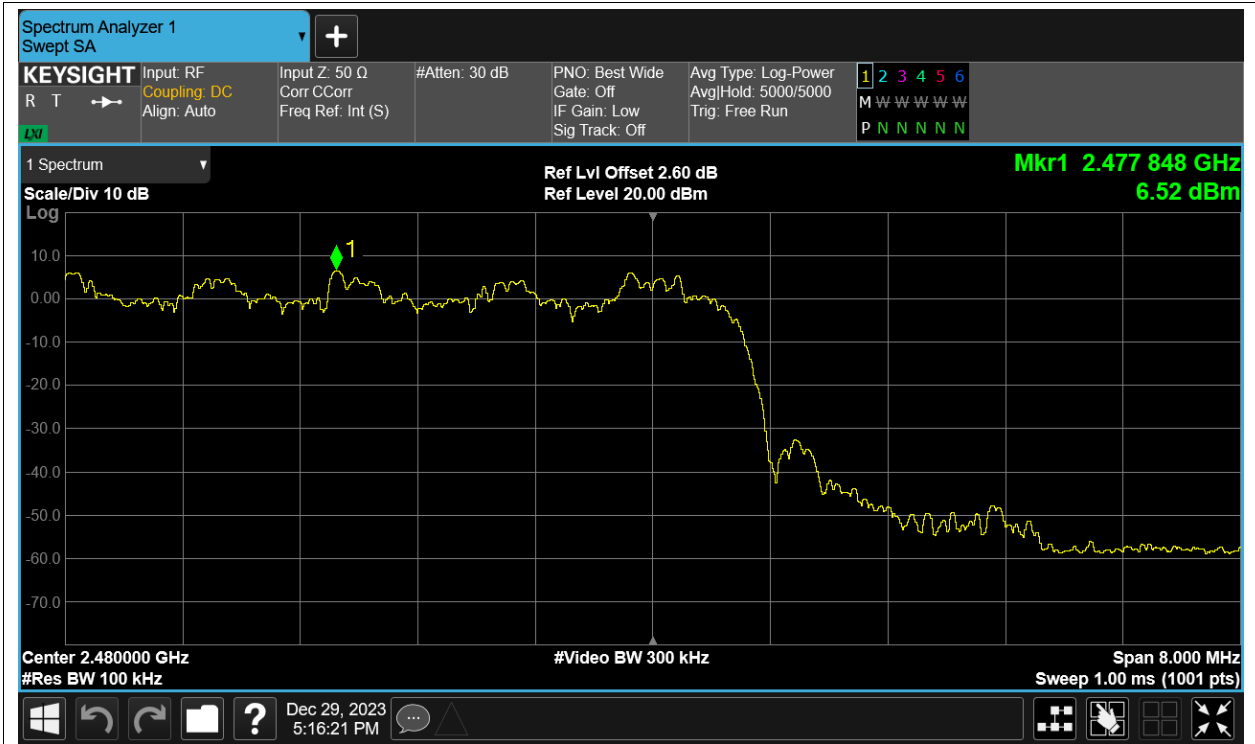 Spectrum Analyzer 1
Swept SA
KEYSIGHT
R T
LXI
Input: RF
Coupling: DC
Align: Auto
Input Z: 50 Ω
Corr CCorr
Freq Ref: Int (S)
#Atten: 30 dB
PNO: Best Wide
Gate: Off
IF Gain: Low
Sig Track: Off
Avg Type: Log-Power
Avg|Hold: 5000/5000
Trig: Free Run
1 2 3 4 5 6
M W W W W W
P N N N N N
1 Spectrum
Scale/Div 10 dB
Log
Ref Lvl Offset 2.60 dB
Ref Level 20.00 dBm
Mkr1 2.477 848 GHz
6.52 dBm
1
10.0
0.00
-10.0
-20.0
-30.0
-40.0
-50.0
-60.0
-70.0
Center 2.480000 GHz
#Video BW 300 kHz
Span 8.000 MHz
#Res BW 100 kHz
Sweep 1.00 ms (1001 pts)
?
Dec 29, 2023
5:16:21 PM